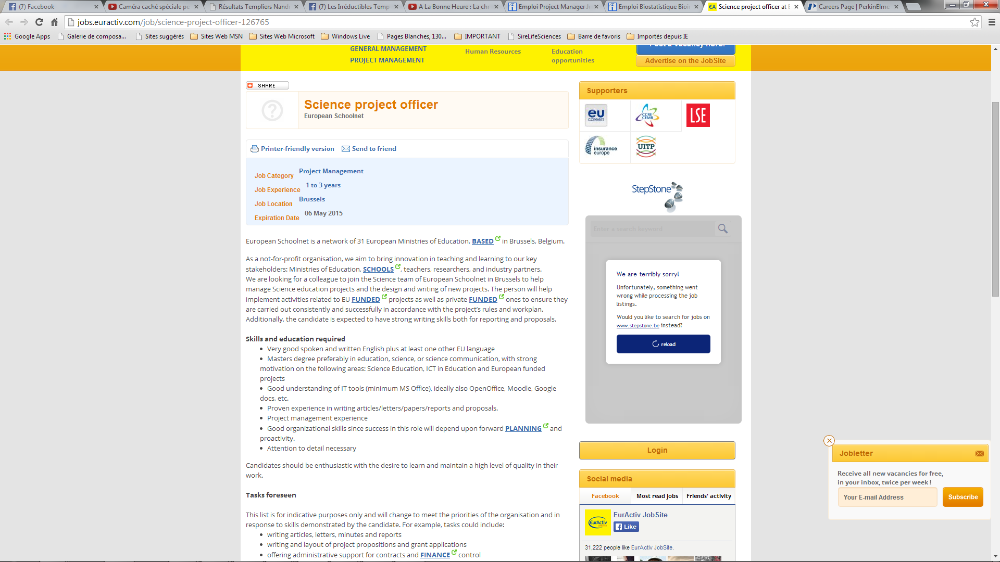 (7) Facebook
Caméra caché spéciale pe
Résultats Templiers Nand
(7) Les Irréductibles Temp
A La Bonne Heure : La ch
Emploi Project Manager J
Emploi Biostatistique Bioi
EA Science project officer at E
Careers Page | PerkinElme
jobs.euractiv.com/job/science-project-officer-126765
Google Apps
Galerie de composa...
Sites suggérés
Sites Web MSN
Sites Web Microsoft
Windows Live
Pages Blanches, 130...
IMPORTANT
SireLifeSciences
Barre de favoris
Importés depuis IE
GENERAL MANAGEMENT
PROJECT MANAGEMENT
Human Resources
Education
opportunities
Post a vacancy here!
Advertise on the JobSite
SHARE
Science project officer
European Schoolnet
Printer-friendly version
Send to friend
Job Category Project Management
Job Experience 1 to 3 years
Job Location Brussels
Expiration Date 06 May 2015
European Schoolnet is a network of 31 European Ministries of Education, BASED in Brussels, Belgium.
As a not-for-profit organisation, we aim to bring innovation in teaching and learning to our key
stakeholders: Ministries of Education, SCHOOLS, teachers, researchers, and industry partners.
We are looking for a colleague to join the Science team of European Schoolnet in Brussels to help
manage Science education projects and the design and writing of new projects. The person will help
implement activities related to EU FUNDED projects as well as private FUNDED ones to ensure they
are carried out consistently and successfully in accordance with the project's rules and workplan.
Additionally, the candidate is expected to have strong writing skills both for reporting and proposals.
Skills and education required
• Very good spoken and written English plus at least one other EU language
• Masters degree preferably in education, science, or science communication, with strong
motivation on the following areas: Science Education, ICT in Education and European funded
projects
• Good understanding of IT tools (minimum MS Office), ideally also OpenOffice, Moodle, Google
docs, etc.
• Proven experience in writing articles/letters/papers/reports and proposals.
• Project management experience
• Good organizational skills since success in this role will depend upon forward PLANNING and
proactivity.
• Attention to detail necessary
Candidates should be enthusiastic with the desire to learn and maintain a high level of quality in their
work.
Tasks foreseen
This list is for indicative purposes only and will change to meet the priorities of the organisation and in
response to skills demonstrated by the candidate. For example, tasks could include:
• writing articles, letters, minutes and reports
• writing and layout of project propositions and grant applications
• offering administrative support for contracts and FINANCE control
Supporters
eu
careers
CCRE
CEMR
LSE
insurance
europe
UITP
StepStone
Enter a search keyword
We are terribly sorry!
Unfortunately, something went
wrong while processing the job
listings.
Would you like to search for jobs on
www.stepstone.be instead?
reload
Login
Social media
Facebook
Most read jobs
Friends' activity
EurActiv
JobSite
EurActiv JobSite
Like
31,222 people like EurActiv JobSite.
Jobletter
Receive all new vacancies for free,
in your inbox, twice per week !
Your E-mail Address
Subscribe